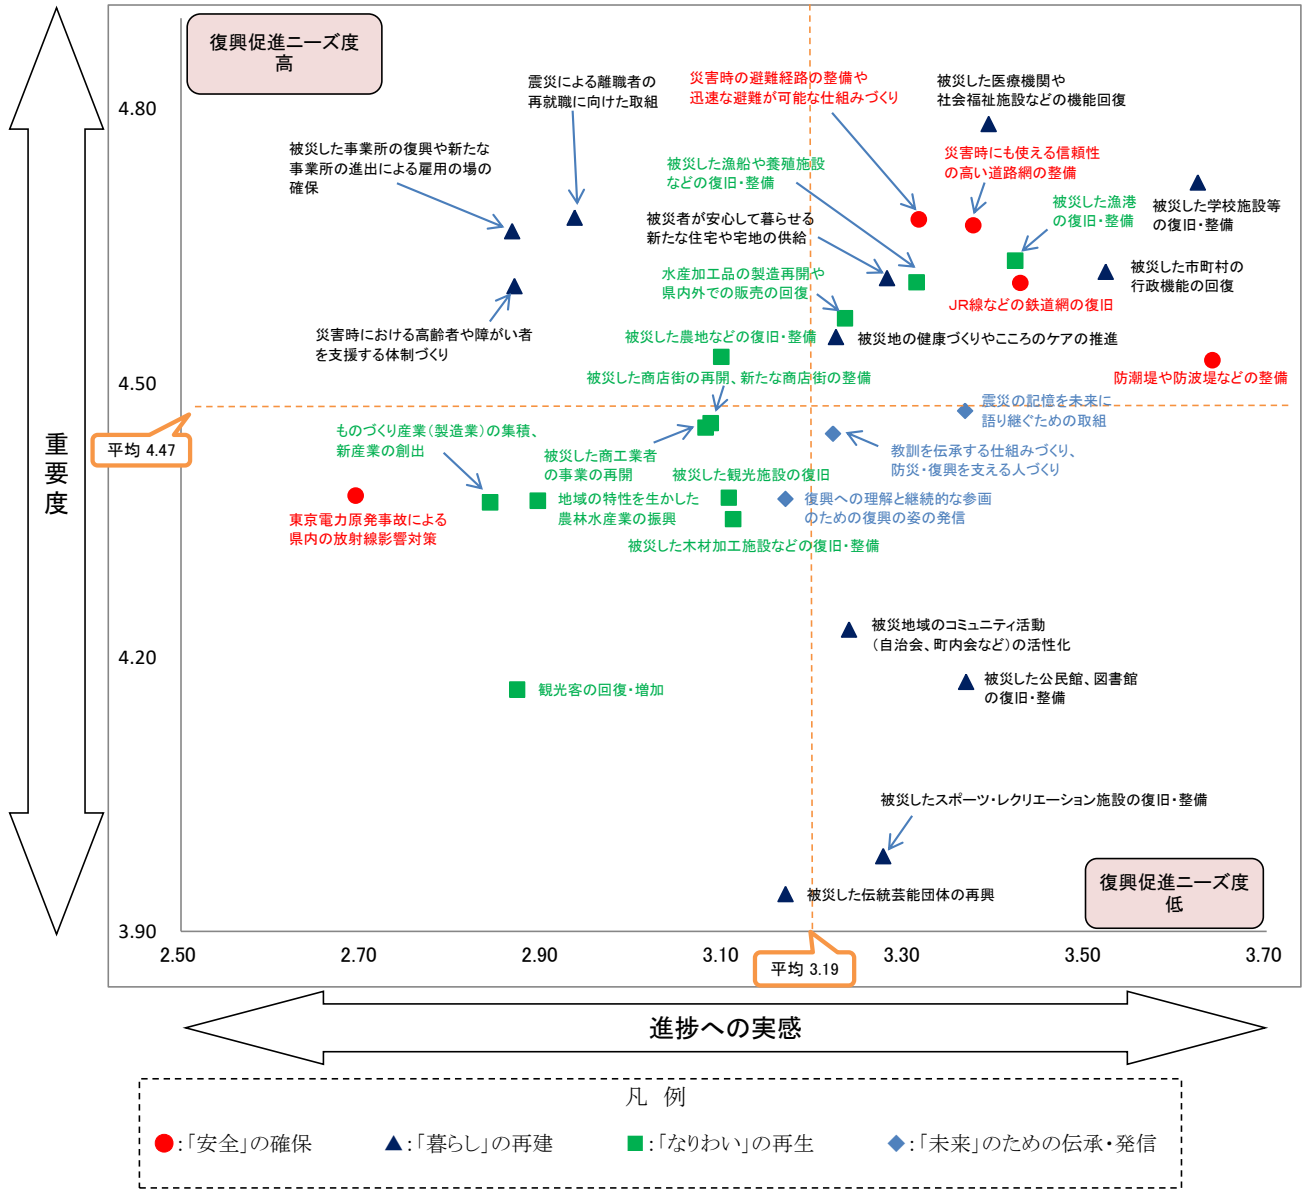 復興促進ニーズ度
高
震災による離職者の
再就職に向けた取組
災害時の避難経路の整備や
迅速な避難が可能な仕組みづくり
被災した医療機関や
社会福祉施設などの機能回復
4.80
被災した事業所の復興や新たな
事業所の進出による雇用の場の
確保
被災した漁船や養殖施設
などの復旧・整備
災害時にも使える信頼性
の高い道路網の整備
被災した漁港
の復旧・整備
被災した学校施設等
の復旧・整備
被災者が安心して暮らせる
新たな住宅や宅地の供給
水産加工品の製造再開や
県内外での販売の回復
被災した市町村の
行政機能の回復
JR線などの鉄道網の復旧
災害時における高齢者や障がい者
を支援する体制づくり
被災した農地などの復旧・整備
被災地の健康づくりやこころのケアの推進
被災した商店街の再開、新たな商店街の整備
防潮堤や防波堤などの整備
4.50
震災の記憶を未来に
語り継ぐための取組
重要度
平均 4.47
ものづくり産業(製造業)の集積、
新産業の創出
被災した商工業者
の事業の再開
教訓を伝承する仕組みづくり、
防災・復興を支える人づくり
被災した観光施設の復旧
地域の特性を生かした
農林水産業の振興
復興への理解と継続的な参画
のための復興の姿の発信
東京電力原発事故による
県内の放射線影響対策
被災した木材加工施設などの復旧・整備
被災地域のコミュニティ活動
(自治会、町内会など)の活性化
4.20
観光客の回復・増加
被災した公民館、図書館
の復旧・整備
被災したスポーツ・レクリエーション施設の復旧・整備
被災した伝統芸能団体の再興
復興促進ニーズ度
低
3.90
2.50 2.70 2.90 3.10 3.30 3.50 3.70
平均 3.19
進捗への実感
凡 例
:「安全」の確保 :「暮らし」の再建 :「なりわい」の再生 :「未来」のための伝承・発信